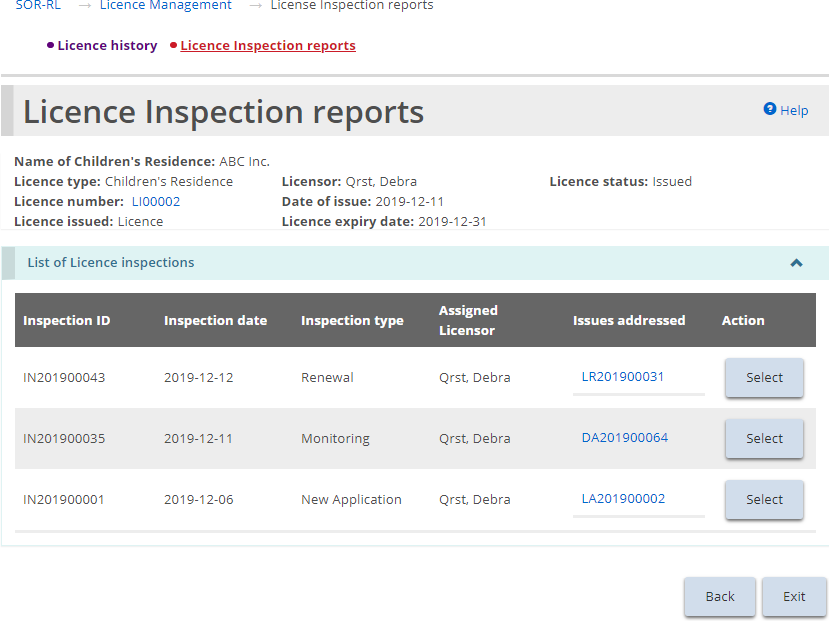 SOR-RL → Licence Management → License Inspection reports
• Licence history • Licence Inspection reports
Licence Inspection reports
? Help
Name of Children's Residence: ABC Inc.
Licence type: Children's Residence Licensor: Qrst, Debra Licence status: Issued
Licence number: LI00002 Date of issue: 2019-12-11
Licence issued: Licence Licence expiry date: 2019-12-31
List of Licence inspections
Inspection ID Inspection date Inspection type Assigned Licensor Issues addressed Action
IN201900043 2019-12-12 Renewal Qrst, Debra LR201900031 Select
IN201900035 2019-12-11 Monitoring Qrst, Debra DA201900064 Select
IN201900001 2019-12-06 New Application Qrst, Debra LA201900002 Select
Back Exit